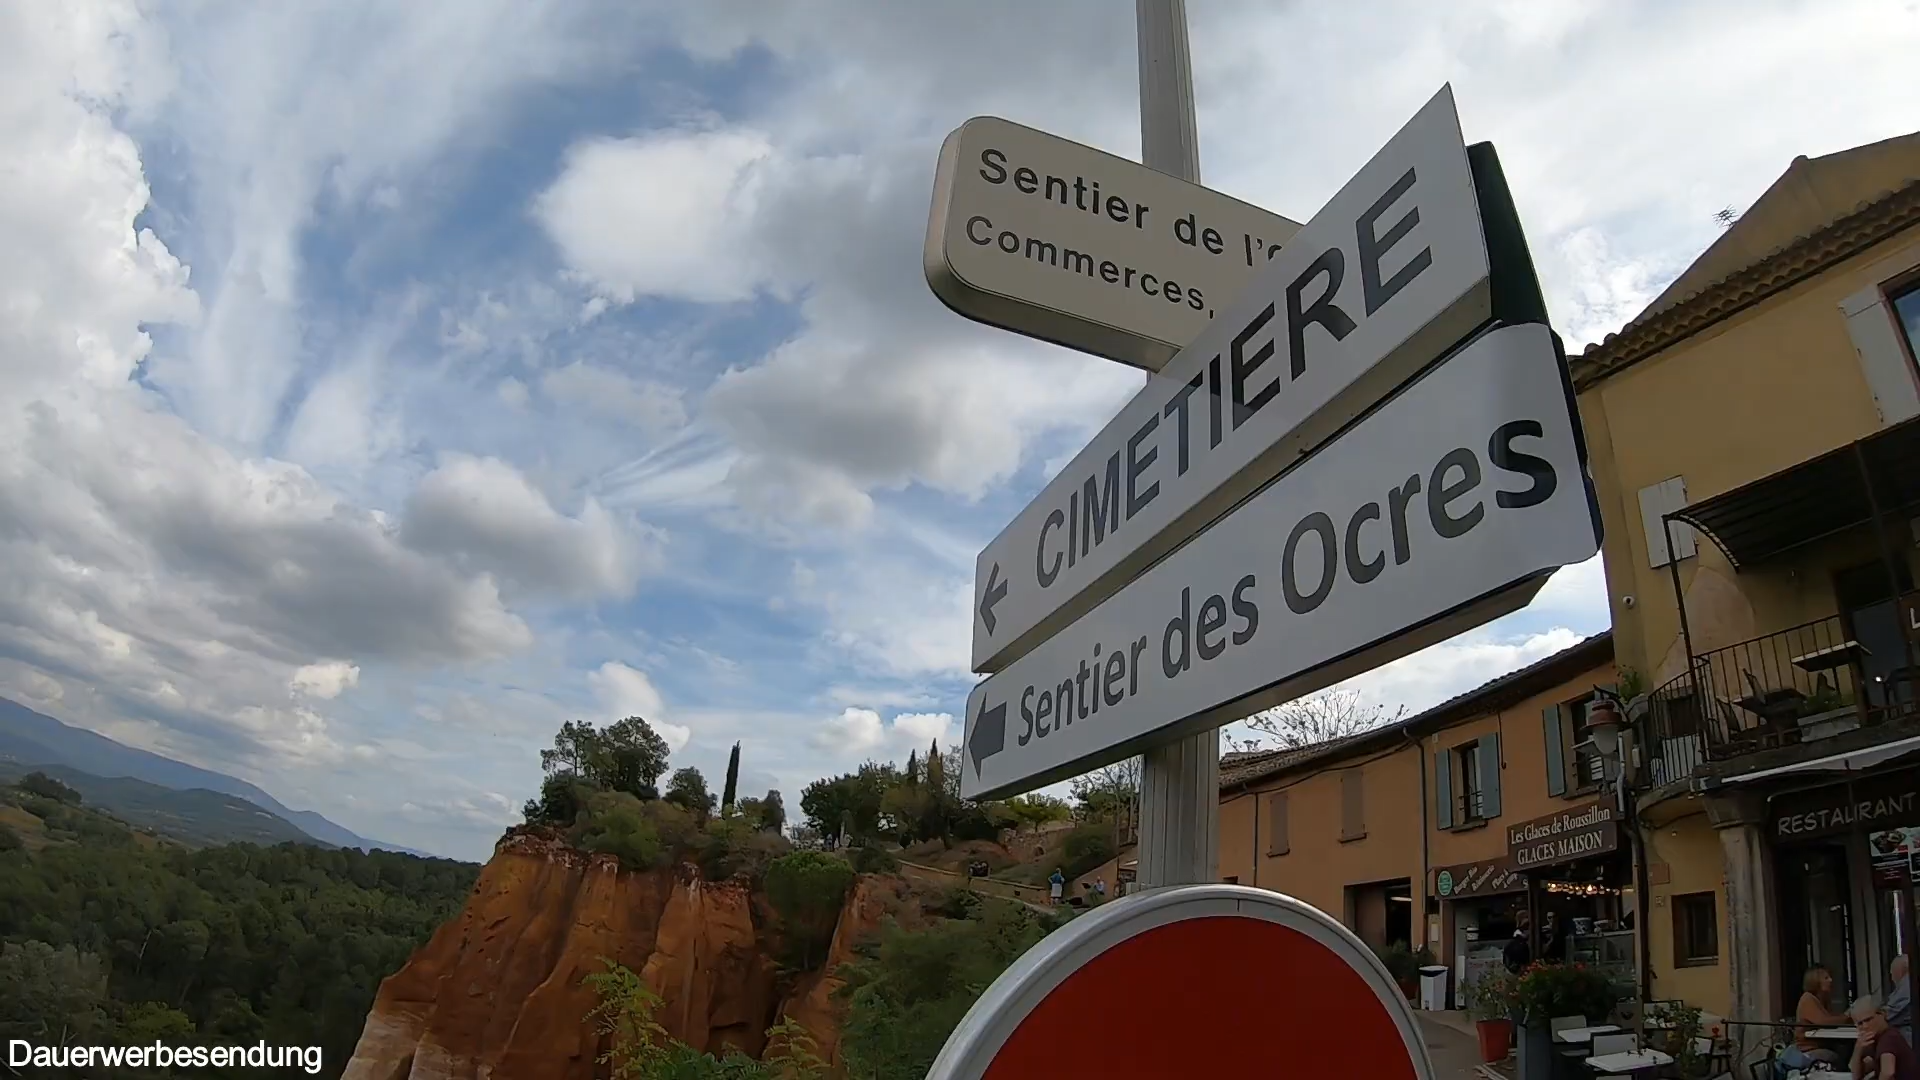 Sentier de l'
Commerces,
CIMETIERE
Sentier des Ocres
Les Glaces de Roussillon
GLACES MAISON
RESTAURANT
Dauerwerbesendung